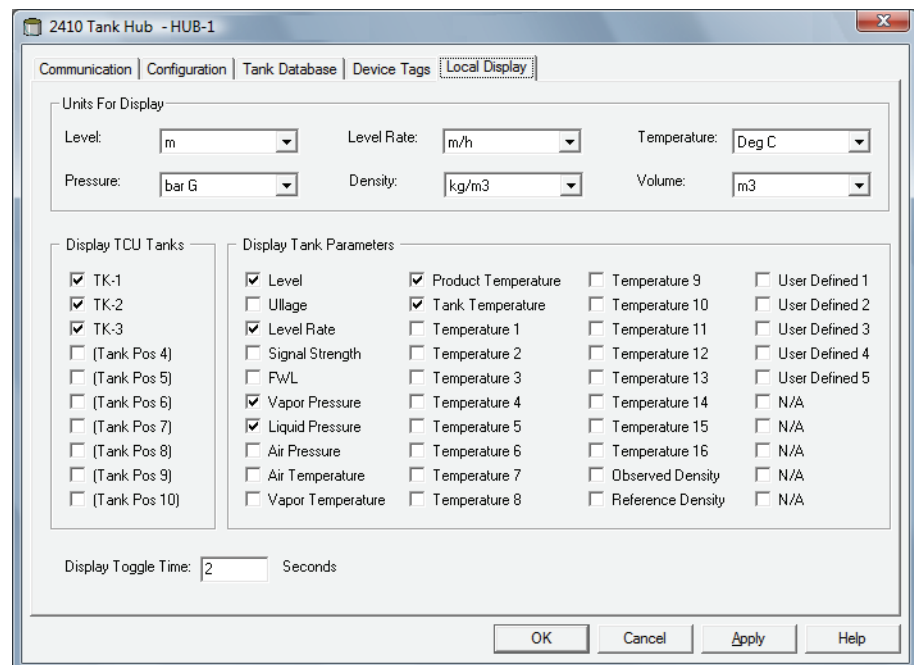 2410 Tank Hub - HUB-1
Communication Configuration Tank Database Device Tags Local Display
Units For Display
Level: m Level Rate: m/h Temperature: Deg C
Pressure: bar G Density: kg/m3 Volume: m3
Display TCU Tanks Display Tank Parameters
TK-1 Level Product Temperature Temperature 9 User Defined 1
TK-2 Ullage Tank Temperature Temperature 10 User Defined 2
TK-3 Level Rate Temperature 1 Temperature 11 User Defined 3
(Tank Pos 4) Signal Strength Temperature 2 Temperature 12 User Defined 4
(Tank Pos 5) FWL Temperature 3 Temperature 13 User Defined 5
(Tank Pos 6) Vapor Pressure Temperature 4 Temperature 14 N/A
(Tank Pos 7) Liquid Pressure Temperature 5 Temperature 15 N/A
(Tank Pos 8) Air Pressure Temperature 6 Temperature 16 N/A
(Tank Pos 9) Air Temperature Temperature 7 Observed Density N/A
(Tank Pos 10) Vapor Temperature Temperature 8 Reference Density N/A
Display Toggle Time: 2 Seconds
OK Cancel Apply Help